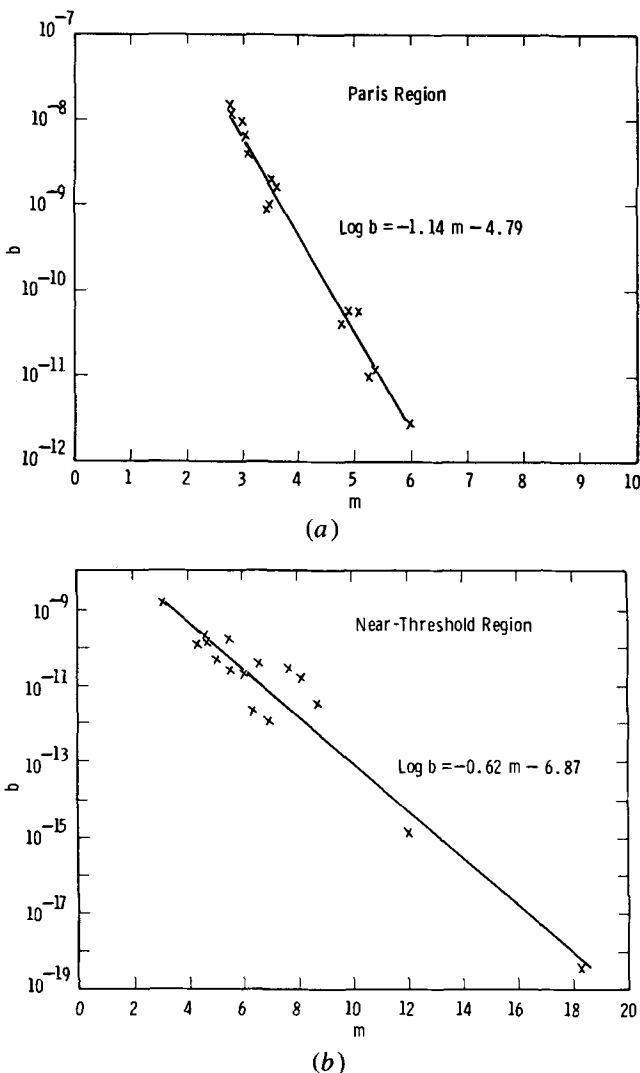 10⁻⁷
Paris Region
10⁻⁸
10⁻⁹
Log b = −1.14 m − 4.79
b
10⁻¹⁰
10⁻¹¹
10⁻¹²
0 1 2 3 4 5 6 7 8 9 10
m
(a)
10⁻⁹
Near-Threshold Region
10⁻¹¹
10⁻¹³
Log b = −0.62 m − 6.87
b
10⁻¹⁵
10⁻¹⁷
10⁻¹⁹
0 2 4 6 8 10 12 14 16 18 20
m
(b)